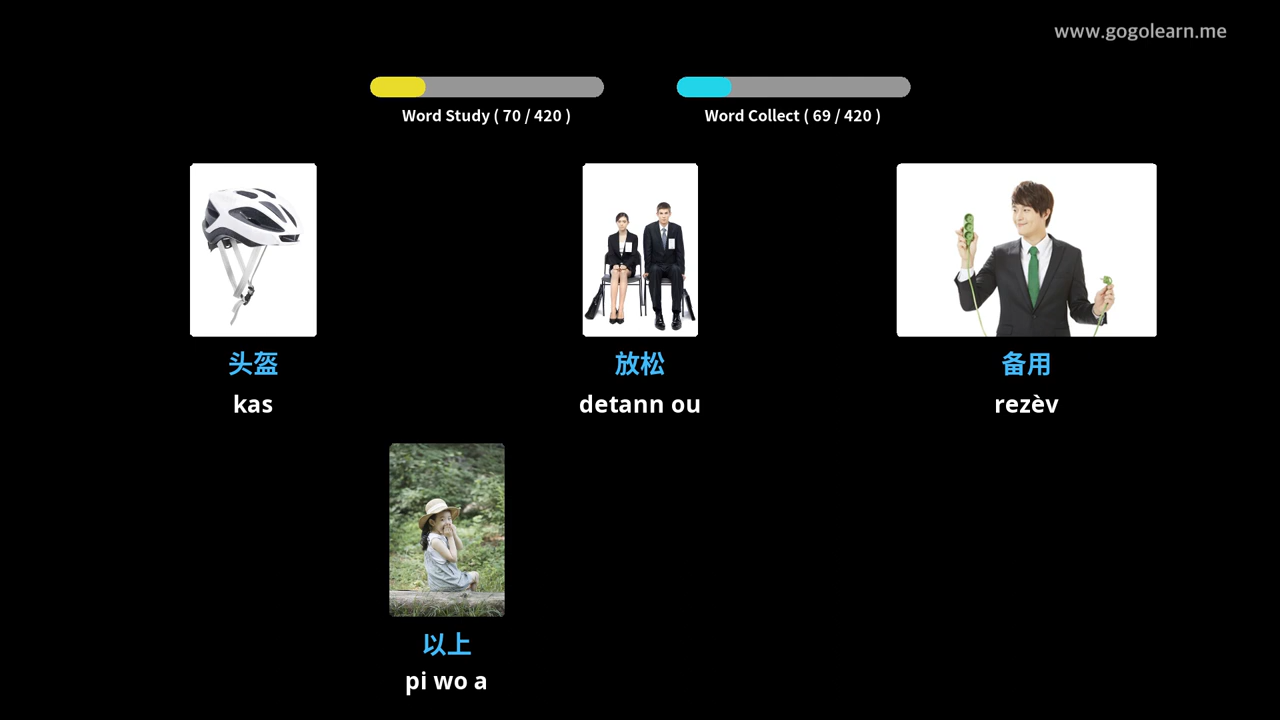 www.gogolearn.me
Word Study ( 70 / 420 )
Word Collect ( 69 / 420 )
头盔
kas
放松
detann ou
备用
rezèv
以上
pi wo a